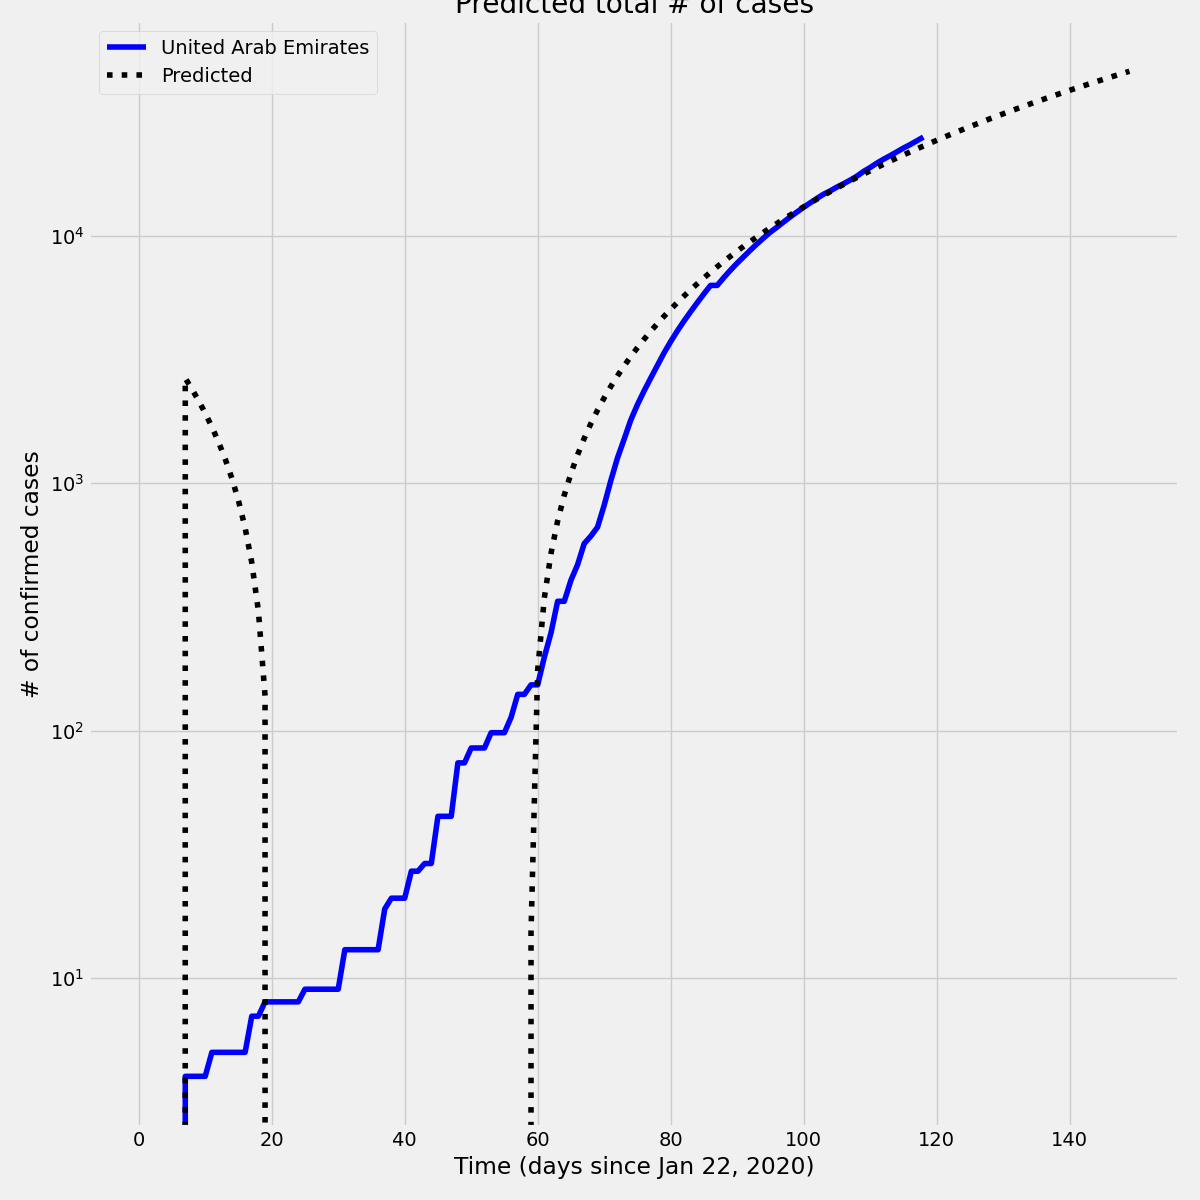 Predicted total # of cases
United Arab Emirates
Predicted
10⁴
10³
10²
10¹
# of confirmed cases
0 20 40 60 80 100 120 140
Time (days since Jan 22, 2020)